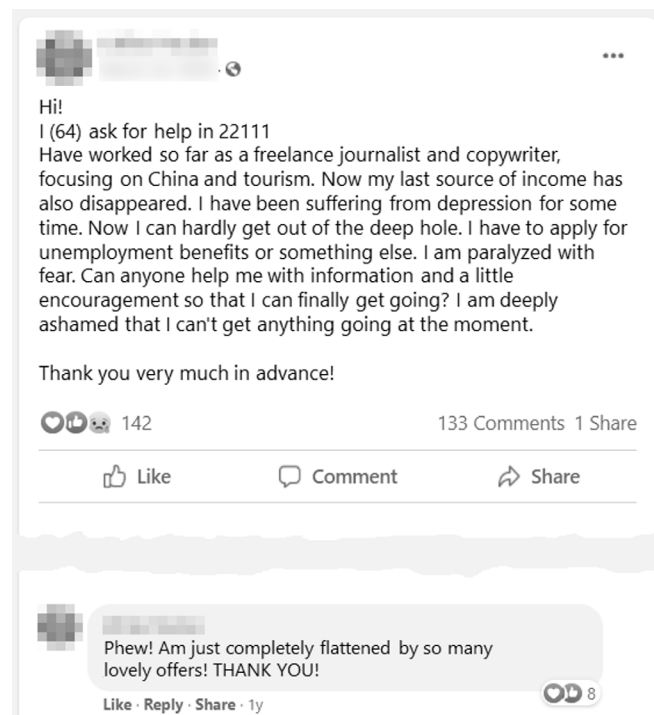 Hi!
I (64) ask for help in 22111
Have worked so far as a freelance journalist and copywriter,
focusing on China and tourism. Now my last source of income has
also disappeared. I have been suffering from depression for some
time. Now I can hardly get out of the deep hole. I have to apply for
unemployment benefits or something else. I am paralyzed with
fear. Can anyone help me with information and a little
encouragement so that I can finally get going? I am deeply
ashamed that I can't get anything going at the moment.
Thank you very much in advance!
142 133 Comments 1 Share
Like Comment Share
Phew! Am just completely flattened by so many
lovely offers! THANK YOU!
Like · Reply · Share · 1y 8